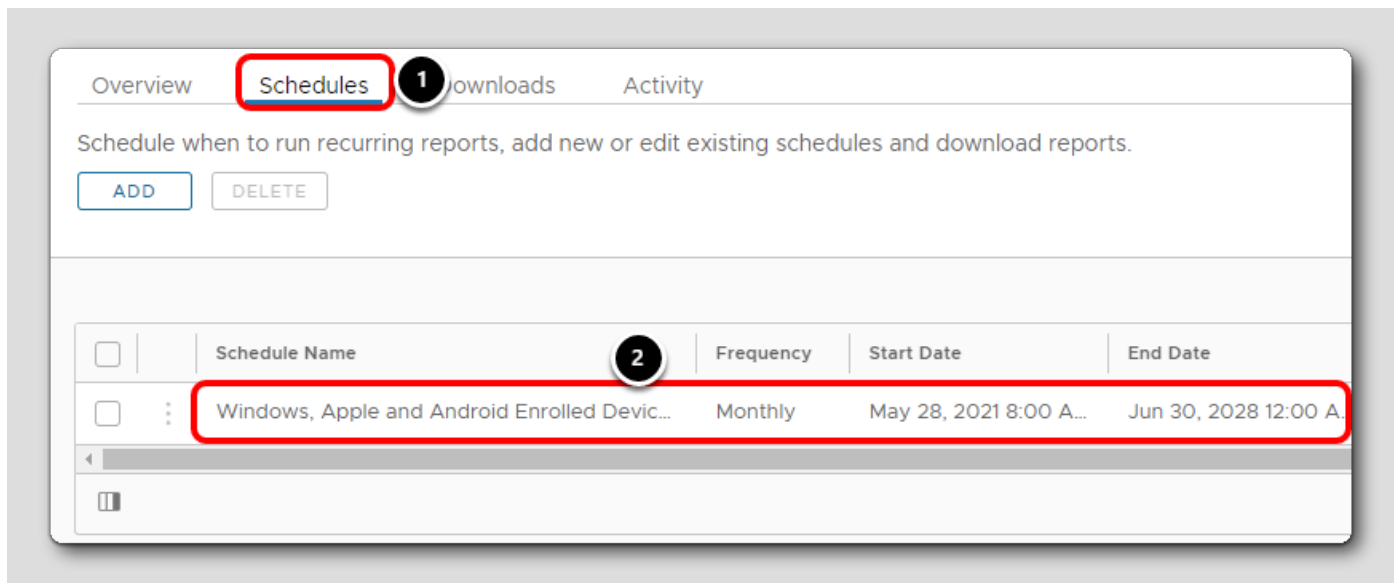 Overview Schedules 1 ownloads Activity
Schedule when to run recurring reports, add new or edit existing schedules and download reports.
ADD DELETE
Schedule Name 2 Frequency Start Date End Date
Windows, Apple and Android Enrolled Devic... Monthly May 28, 2021 8:00 A... Jun 30, 2028 12:00 A.